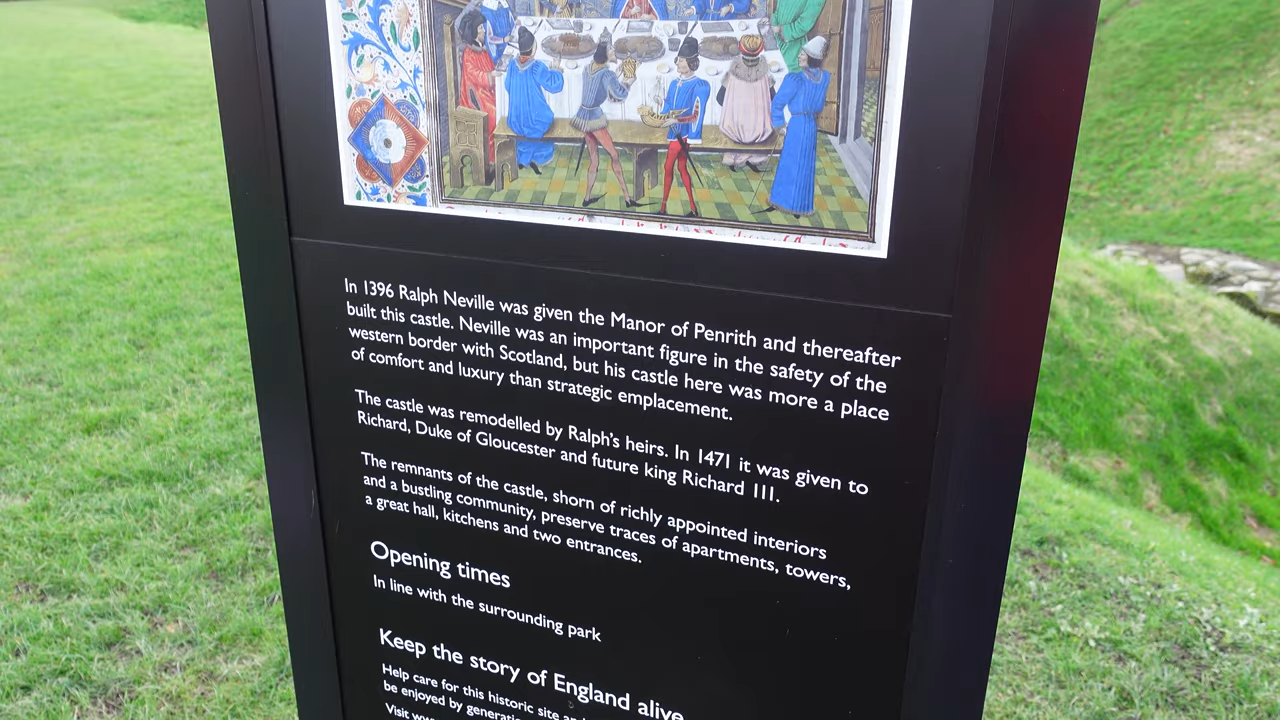 In 1396 Ralph Neville was given the Manor of Penrith and thereafter
built this castle. Neville was an important figure in the safety of the
western border with Scotland, but his castle here was more a place
of comfort and luxury than strategic emplacement.
The castle was remodelled by Ralph's heirs. In 1471 it was given to
Richard, Duke of Gloucester and future king Richard III.
The remnants of the castle, shorn of richly appointed interiors
and a bustling community, preserve traces of apartments, towers,
a great hall, kitchens and two entrances.
Opening times
In line with the surrounding park
Keep the story of England alive
Help care for this historic site
be enjoyed by
Visit